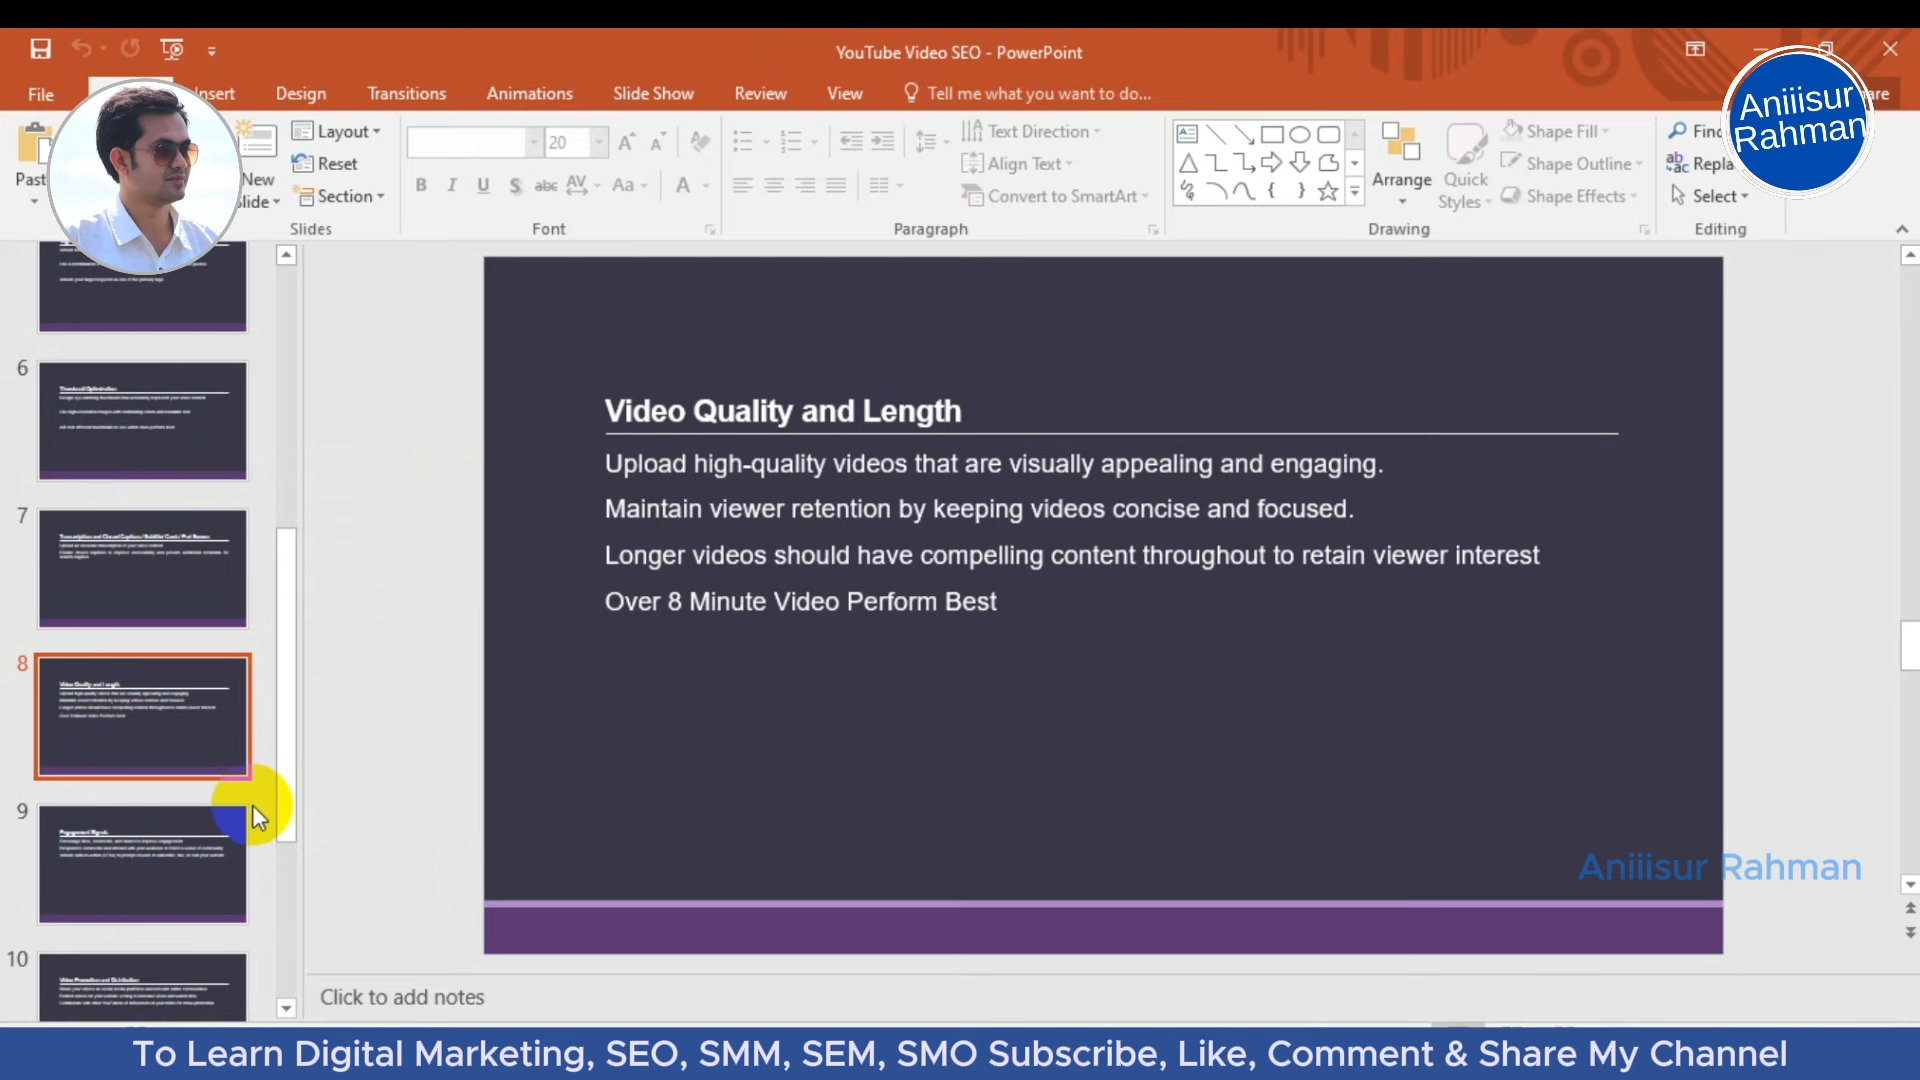 YouTube Video SEO - PowerPoint
File
Insert
Design
Transitions
Animations
Slide Show
Review
View
Tell me what you want to do...
Aniiisur
Rahman
Layout
Reset
Section
New
Slides
20
Font
Text Direction
Align Text
Convert to SmartArt
Paragraph
Arrange
Quick
Styles
Shape Fill
Shape Outline
Shape Effects
Drawing
Select
Editing
6
7
8
9
10
Video Quality and Length
Upload high-quality videos that are visually appealing and engaging.
Maintain viewer retention by keeping videos concise and focused.
Longer videos should have compelling content throughout to retain viewer interest
Over 8 Minute Video Perform Best
Aniiisur Rahman
Click to add notes
To Learn Digital Marketing, SEO, SMM, SEM, SMO Subscribe, Like, Comment & Share My Channel